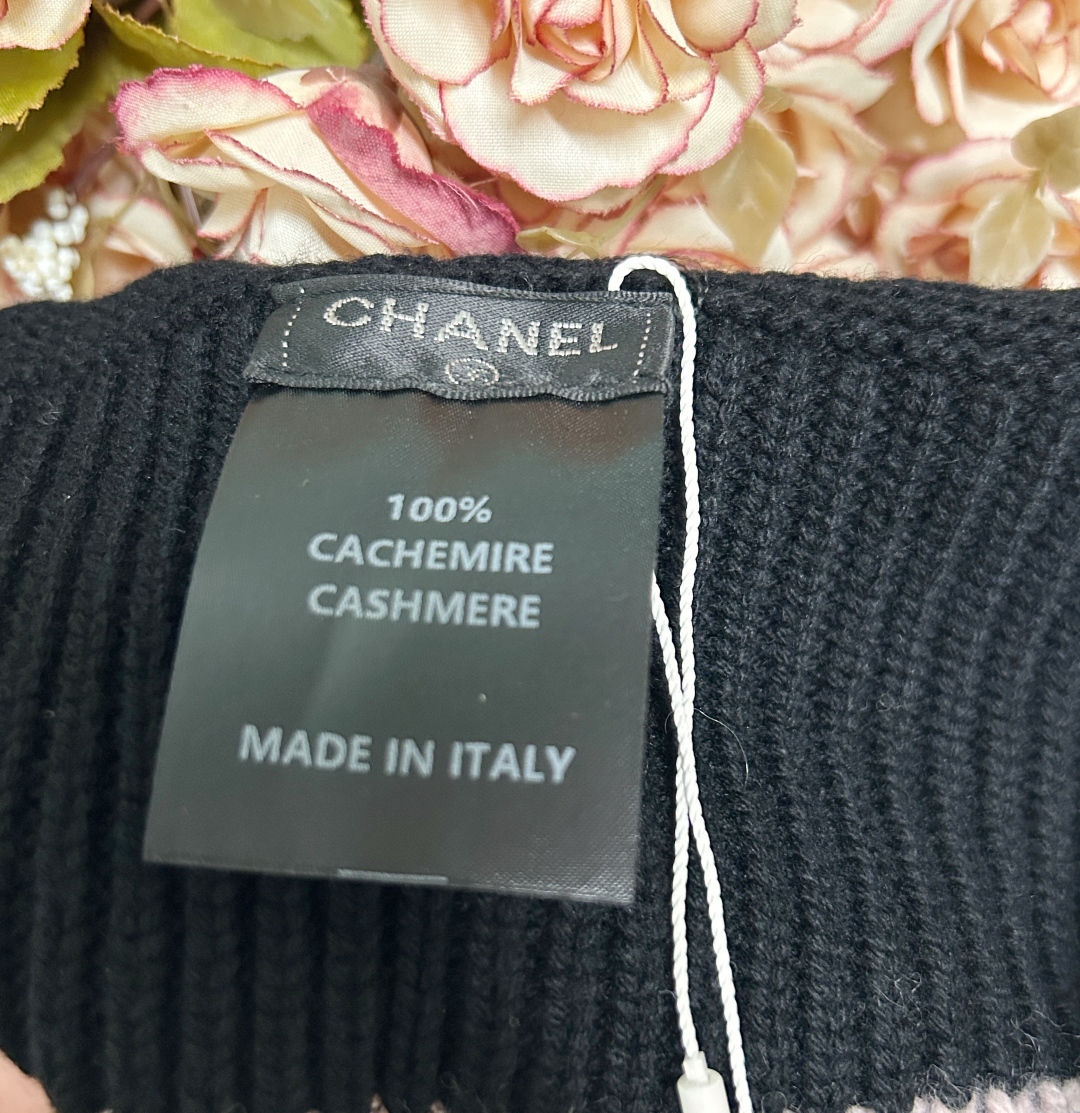 CHANEL
®
100%
CACHEMIRE
CASHMERE
MADE IN ITALY